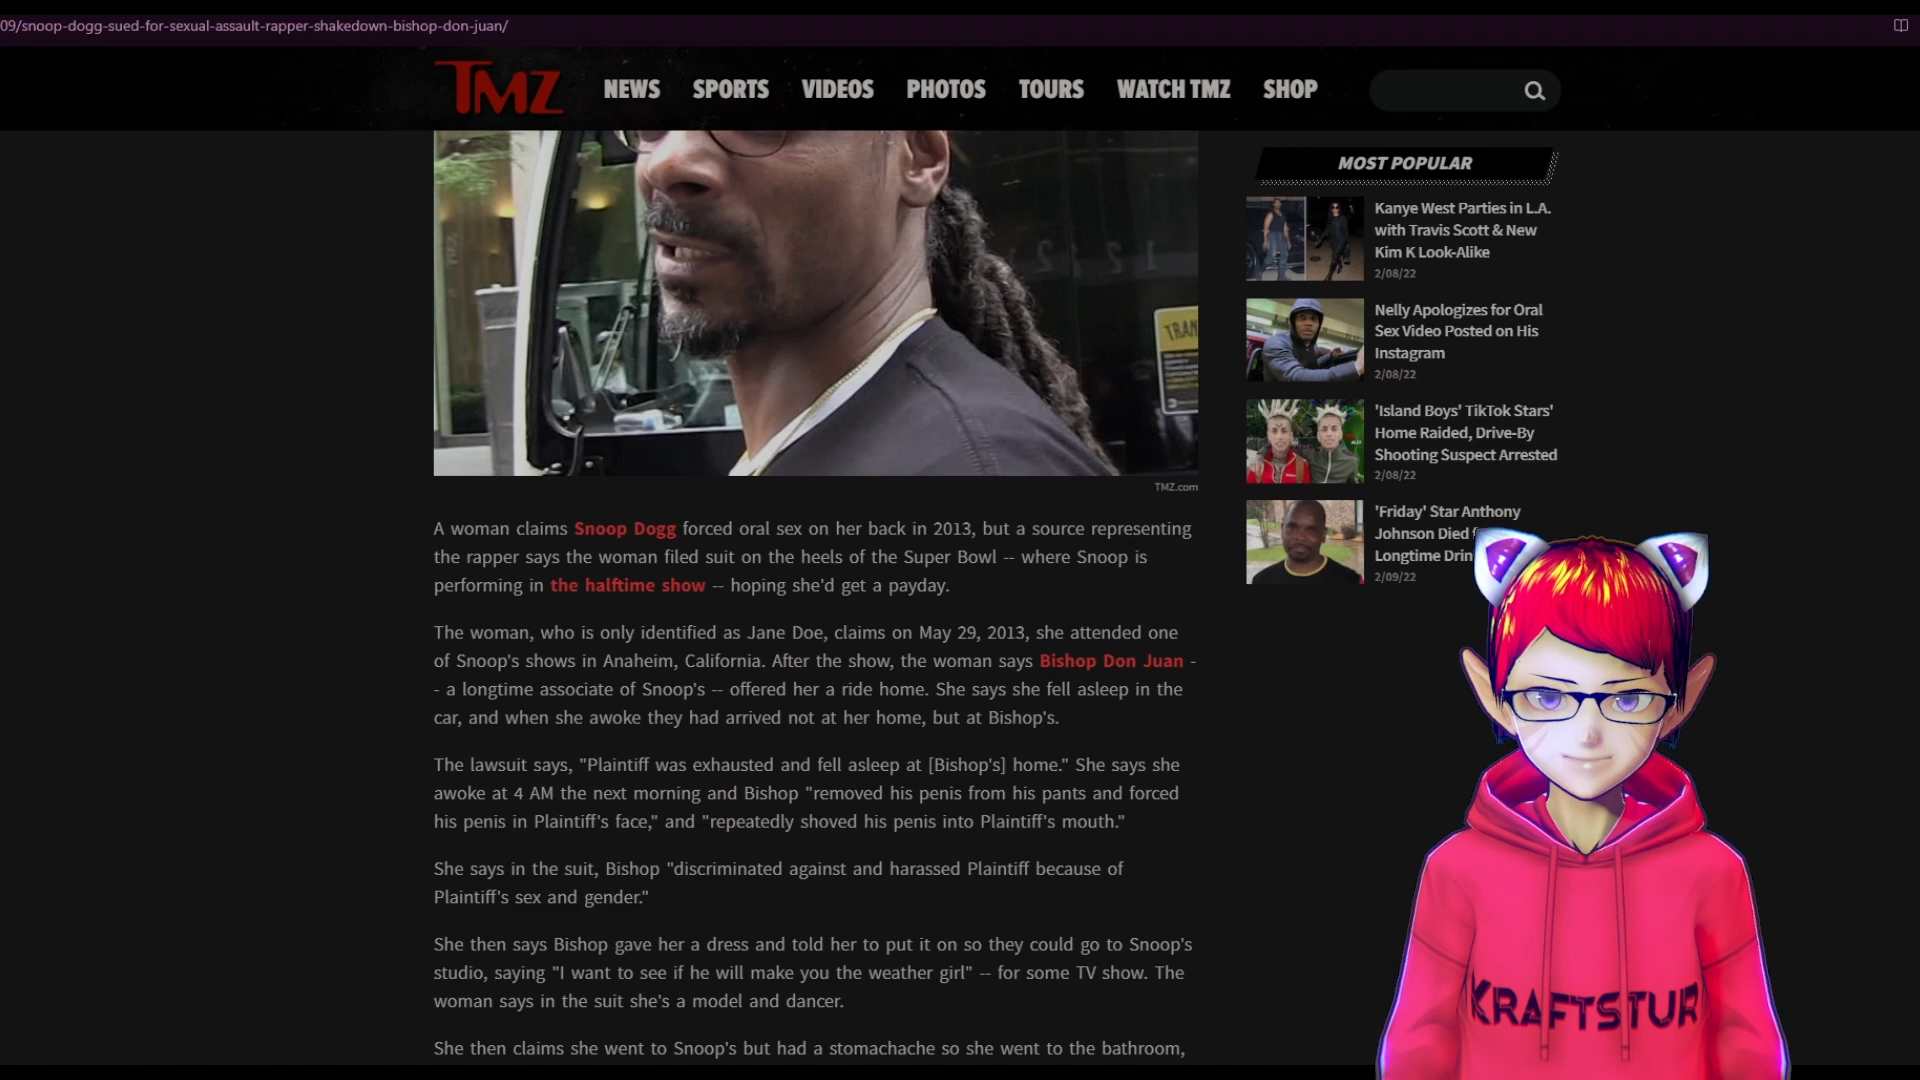 09/snoop-dogg-sued-for-sexual-assault-rapper-shakedown-bishop-don-juan/
TMZ NEWS SPORTS VIDEOS PHOTOS TOURS WATCH TMZ SHOP
TRAN
TMZ.com
A woman claims Snoop Dogg forced oral sex on her back in 2013, but a source representing
the rapper says the woman filed suit on the heels of the Super Bowl -- where Snoop is
performing in the halftime show -- hoping she'd get a payday.
The woman, who is only identified as Jane Doe, claims on May 29, 2013, she attended one
of Snoop's shows in Anaheim, California. After the show, the woman says Bishop Don Juan -
- a longtime associate of Snoop's -- offered her a ride home. She says she fell asleep in the
car, and when she awoke they had arrived not at her home, but at Bishop's.
The lawsuit says, "Plaintiff was exhausted and fell asleep at [Bishop's] home." She says she
awoke at 4 AM the next morning and Bishop "removed his penis from his pants and forced
his penis in Plaintiff's face," and "repeatedly shoved his penis into Plaintiff's mouth."
She says in the suit, Bishop "discriminated against and harassed Plaintiff because of
Plaintiff's sex and gender."
She then says Bishop gave her a dress and told her to put it on so they could go to Snoop's
studio, saying "I want to see if he will make you the weather girl" -- for some TV show. The
woman says in the suit she's a model and dancer.
She then claims she went to Snoop's but had a stomachache so she went to the bathroom,
MOST POPULAR
Kanye West Parties in L.A.
with Travis Scott & New
Kim K Look-Alike
2/08/22
Nelly Apologizes for Oral
Sex Video Posted on His
Instagram
2/08/22
'Island Boys' TikTok Stars'
Home Raided, Drive-By
Shooting Suspect Arrested
2/08/22
'Friday' Star Anthony
Johnson Died
Longtime Drin
2/09/22
KRAFTSTUR